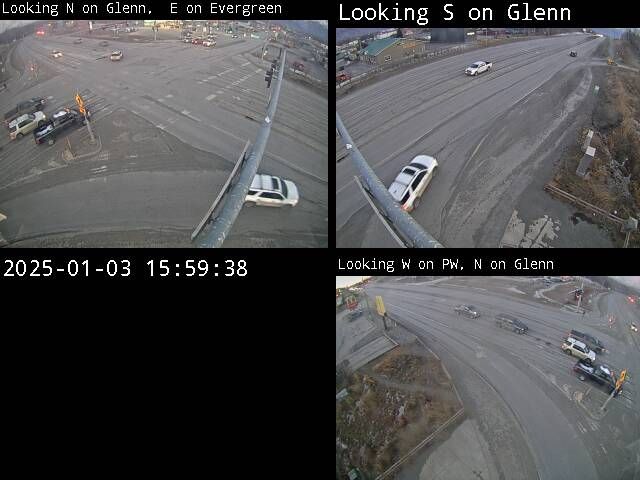 Looking N on Glenn,  E on Evergreen
Looking S on Glenn
2025-01-03 15:59:38
Looking W on PW, N on Glenn